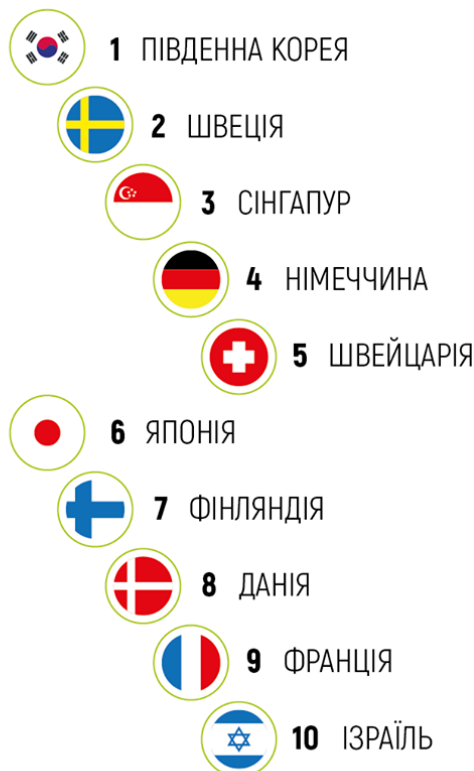 1 ПІВДЕННА КОРЕЯ
2 ШВЕЦІЯ
3 СІНГАПУР
4 НІМЕЧЧИНА
5 ШВЕЙЦАРІЯ
6 ЯПОНІЯ
7 ФІНЛЯНДІЯ
8 ДАНІЯ
9 ФРАНЦІЯ
10 ІЗРАЇЛЬ